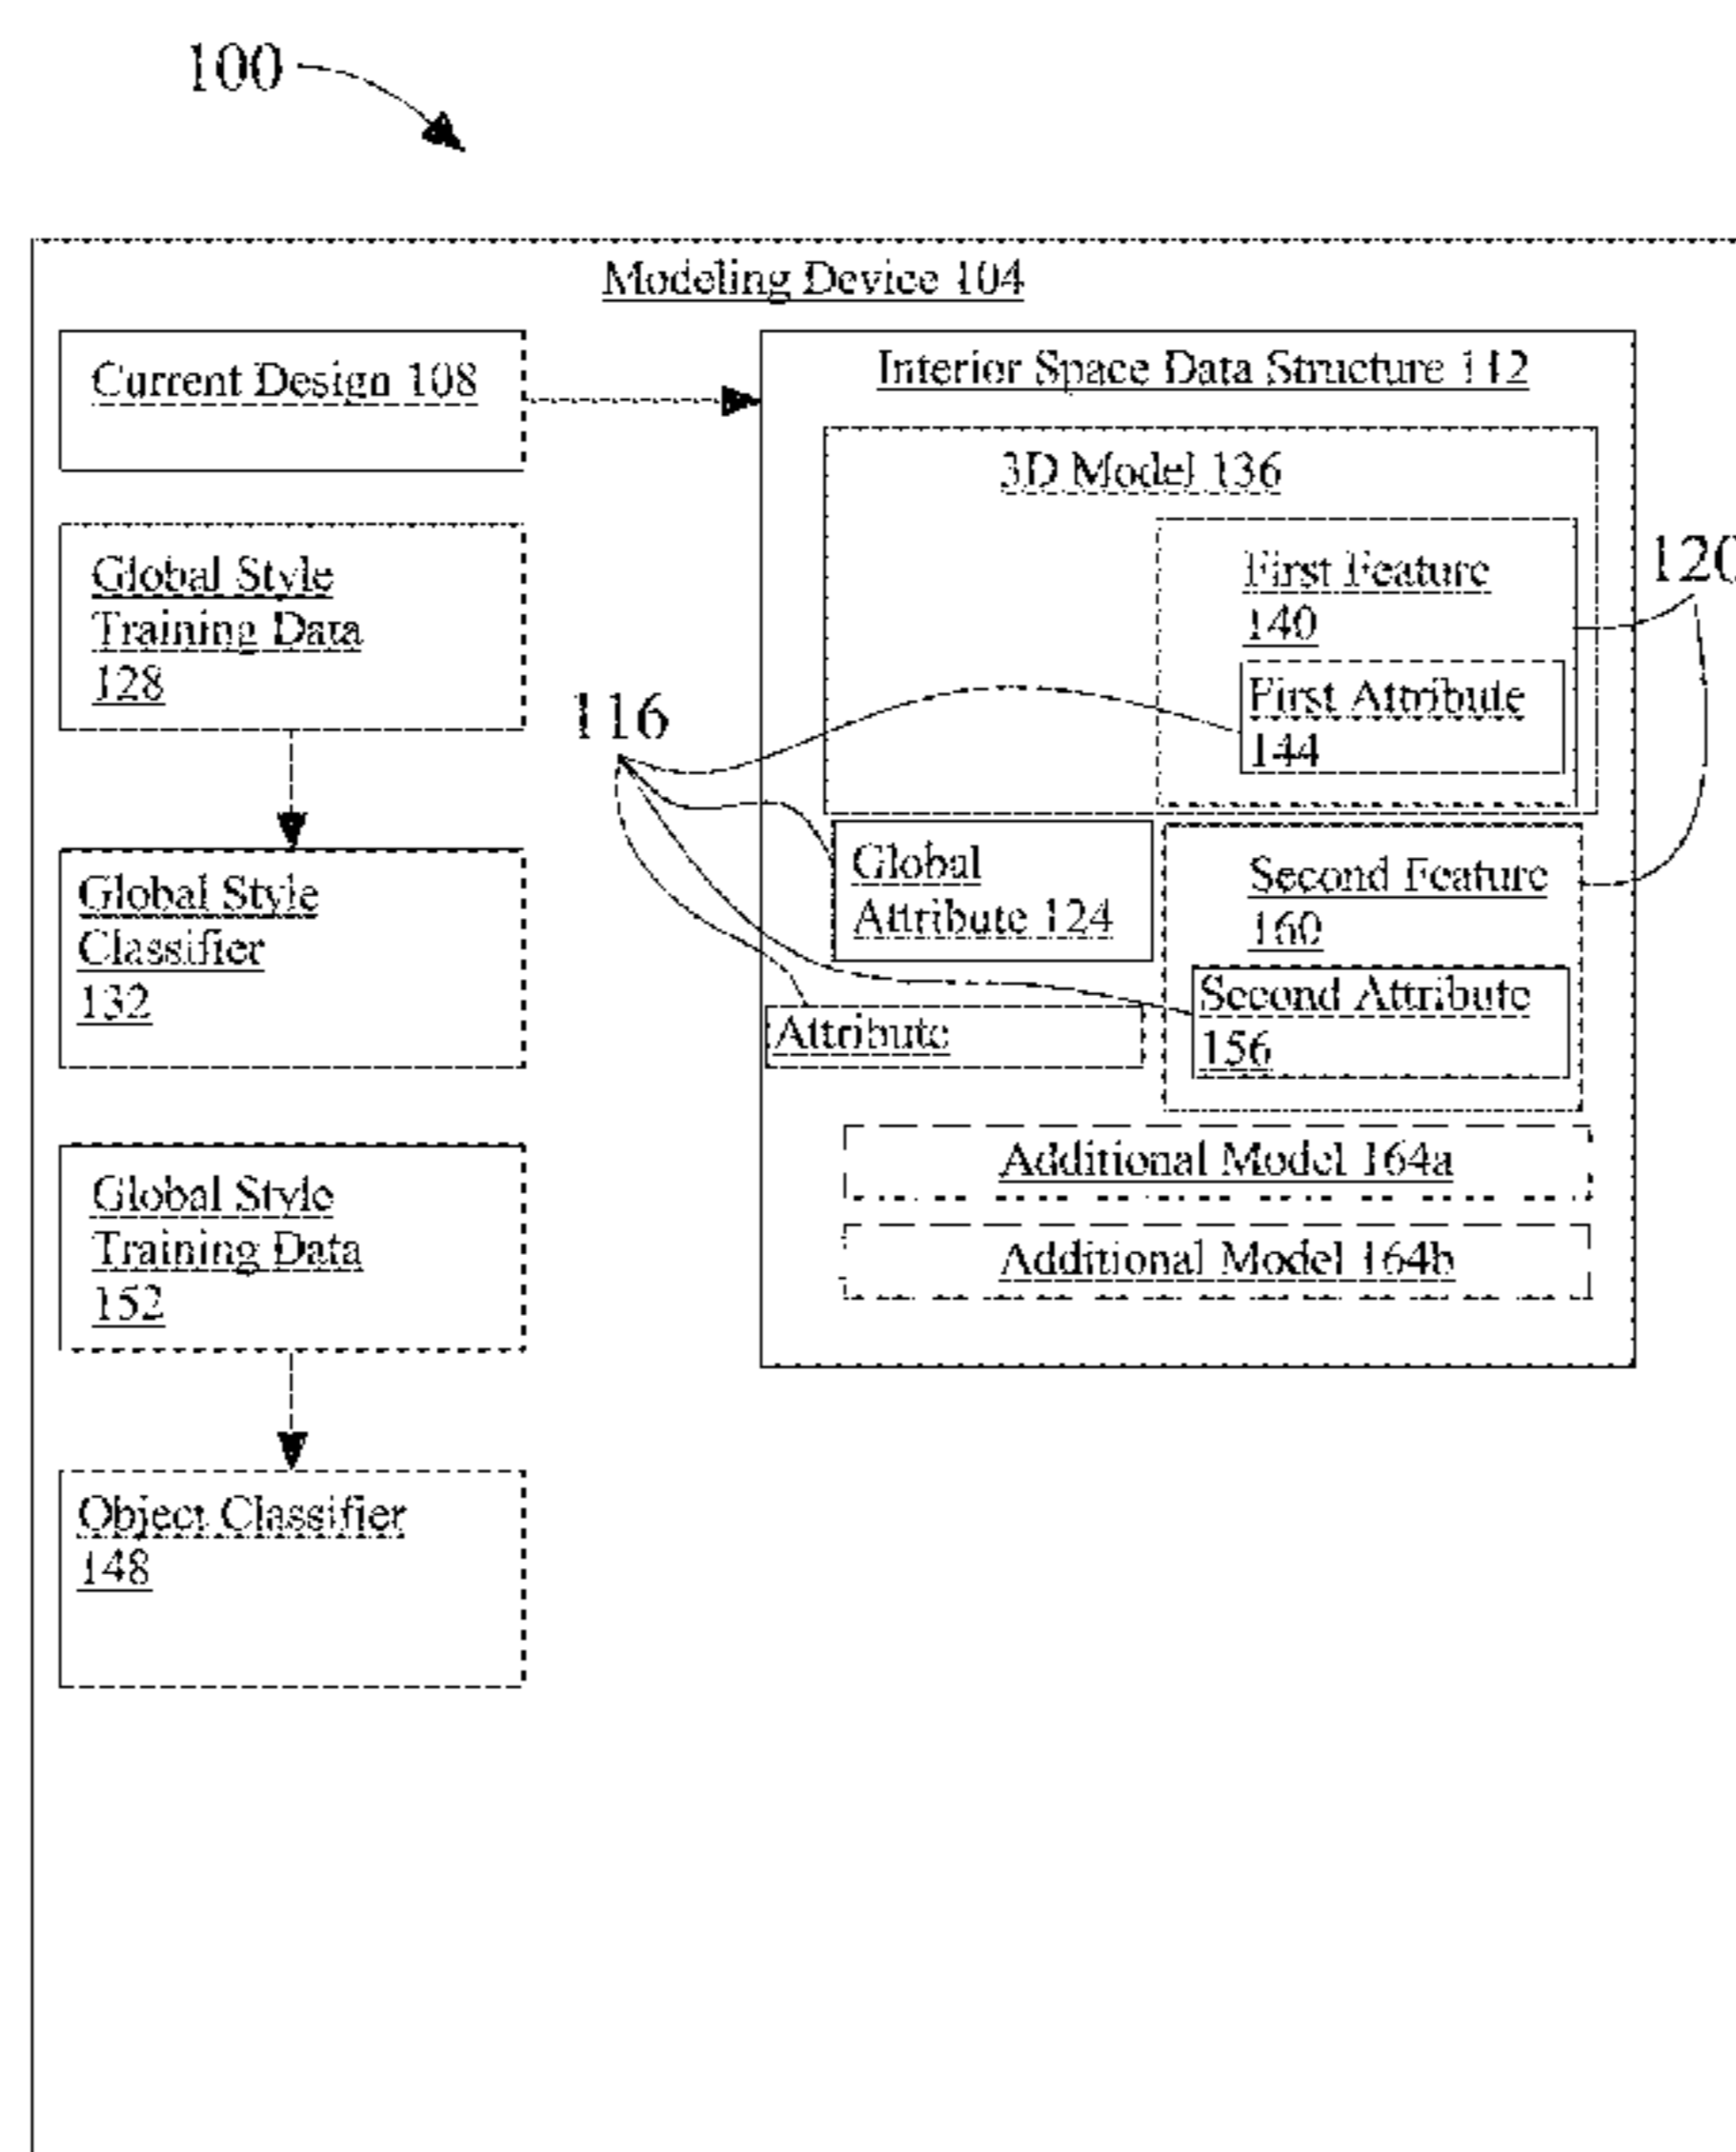 100
Modeling Device 104
Current Design 108
Global Style
Training Data
128
Global Style
Classifier
132
Global Style
Training Data
152
Object Classifier
148
Interior Space Data Structure 112
3D Model 136
First Feature
140
First Attribute
144
120
116
Global
Attribute 124
Second Feature
160
Second Attribute
156
Attribute
Additional Model 164a
Additional Model 164b